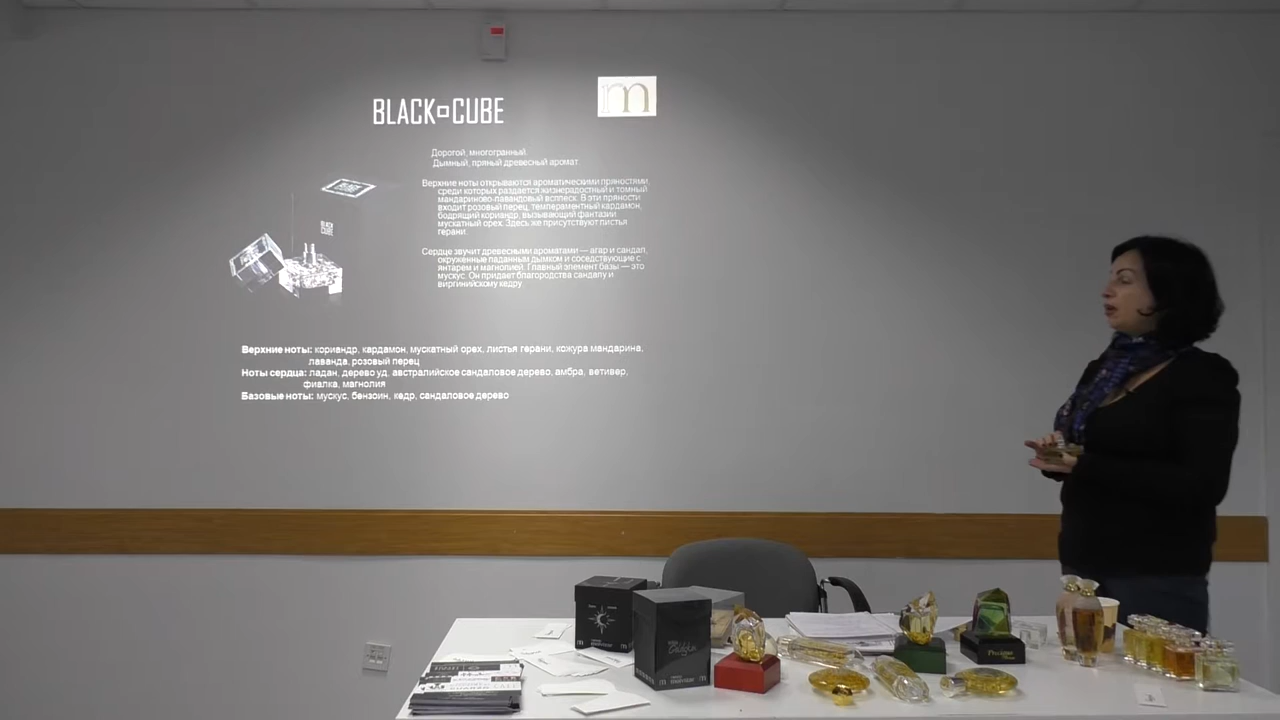 BLACK CUBE
m
Дорогой, многогранный.
Дымный, пряный древесный аромат
Верхние ноты открываются ароматическими пряностями,
среди которых раздается жизнерадостный и томный
мандариново-лавандовый всплеск. В эти пряности
входит розовый перец, темпераментный кардамон,
бодрящий кориандр, вызывающий фантазии
мускатный орех. Здесь же присутствуют листья
герани.
Сердце звучит древесными ароматами — агар и сандал,
окруженные ладанным дымком и соседствующие с
янтарем и магнолией. Главный элемент базы — это
мускус. Он придает благородства сандалу и
виргинийскому кедру
BLACK
CUBE
Верхние ноты: кориандр, кардамон, мускатный орех, листья герани, кожура мандарина,
лаванда, розовый перец
Ноты сердца: ладан, дерево уд, австралийское сандаловое дерево, амбра, ветивер,
фиалка, магнолия
Базовые ноты: мускус, бензоин, кедр, сандаловое дерево